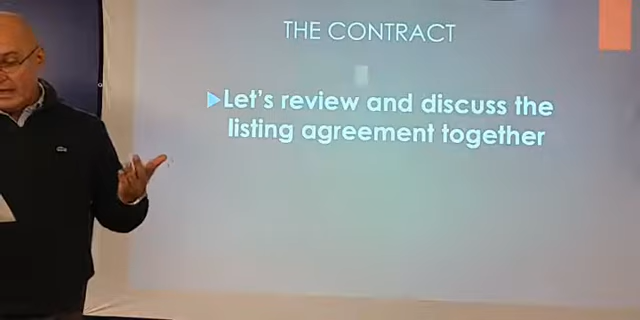 THE CONTRACT
Let's review and discuss the
listing agreement together